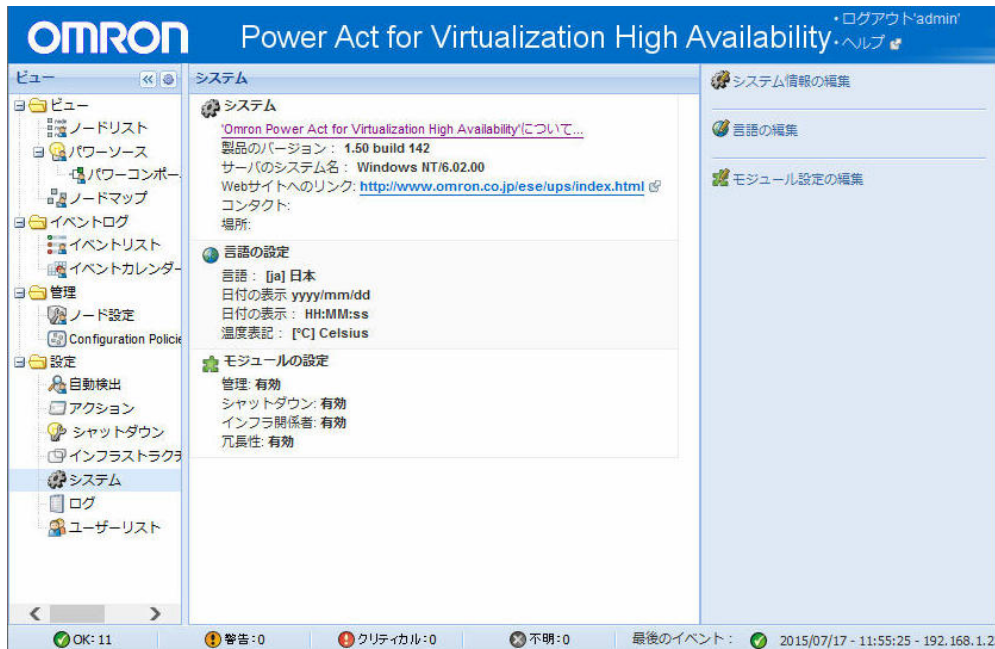 OMRON
Power Act for Virtualization High Availability
・ログアウト'admin'
・ヘルプ
ビュー
ビュー
ノードリスト
パワーソース
パワーコンポー
ノードマップ
イベントログ
イベントリスト
イベントカレンダー
管理
ノード設定
Configuration Policie
設定
自動検出
アクション
シャットダウン
インフラストラクチ
システム
ログ
ユーザーリスト
システム
システム
'Omron Power Act for Virtualization High Availability'について...
製品のバージョン： 1.50 build 142
サーバのシステム名： Windows NT/6.02.00
Webサイトへのリンク: http://www.omron.co.jp/ese/ups/index.html
コンタクト:
場所:
言語の設定
言語： [ja] 日本
日付の表示 yyyy/mm/dd
日付の表示： HH:MM:ss
温度表記： [°C] Celsius
モジュールの設定
管理: 有効
シャットダウン: 有効
インフラ関係者: 有効
冗長性: 有効
システム情報の編集
言語の編集
モジュール設定の編集
OK: 11
警告:0
クリティカル:0
不明:0
最後のイベント： 2015/07/17 - 11:55:25 - 192.168.1.2